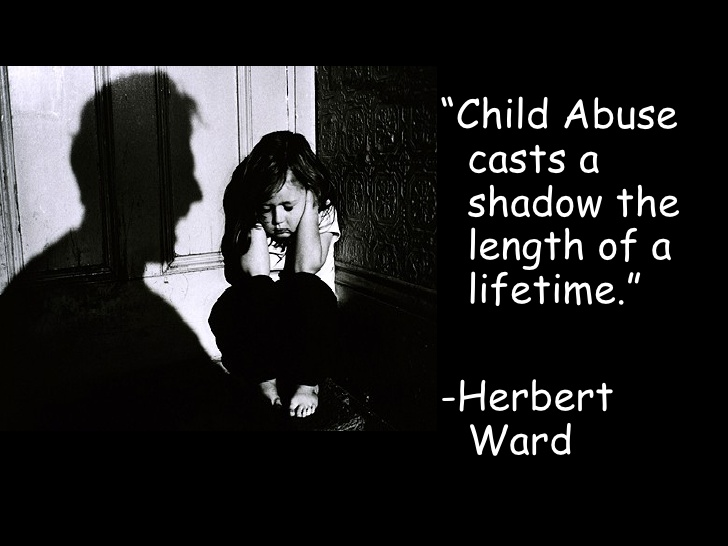 “Child Abuse
casts a
shadow the
length of a
lifetime.”
-Herbert
Ward